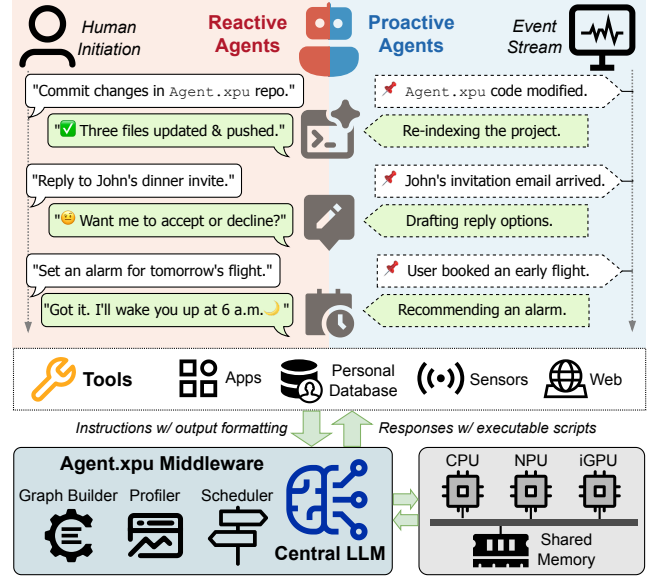 Human
Initiation
Reactive
Agents
Proactive
Agents
Event
Stream
"Commit changes in Agent.xpu repo."
"✅ Three files updated & pushed."
📌 Agent.xpu code modified.
Re-indexing the project.
"Reply to John's dinner invite."
"😐 Want me to accept or decline?"
📌 John's invitation email arrived.
Drafting reply options.
"Set an alarm for tomorrow's flight."
"Got it. I'll wake you up at 6 a.m.🌙 "
📌 User booked an early flight.
Recommending an alarm.
Tools
Apps
Personal
Database
Sensors
Web
Instructions w/ output formatting
Responses w/ executable scripts
Agent.xpu Middleware
Graph Builder
Profiler
Scheduler
Central LLM
CPU
NPU
iGPU
Shared
Memory